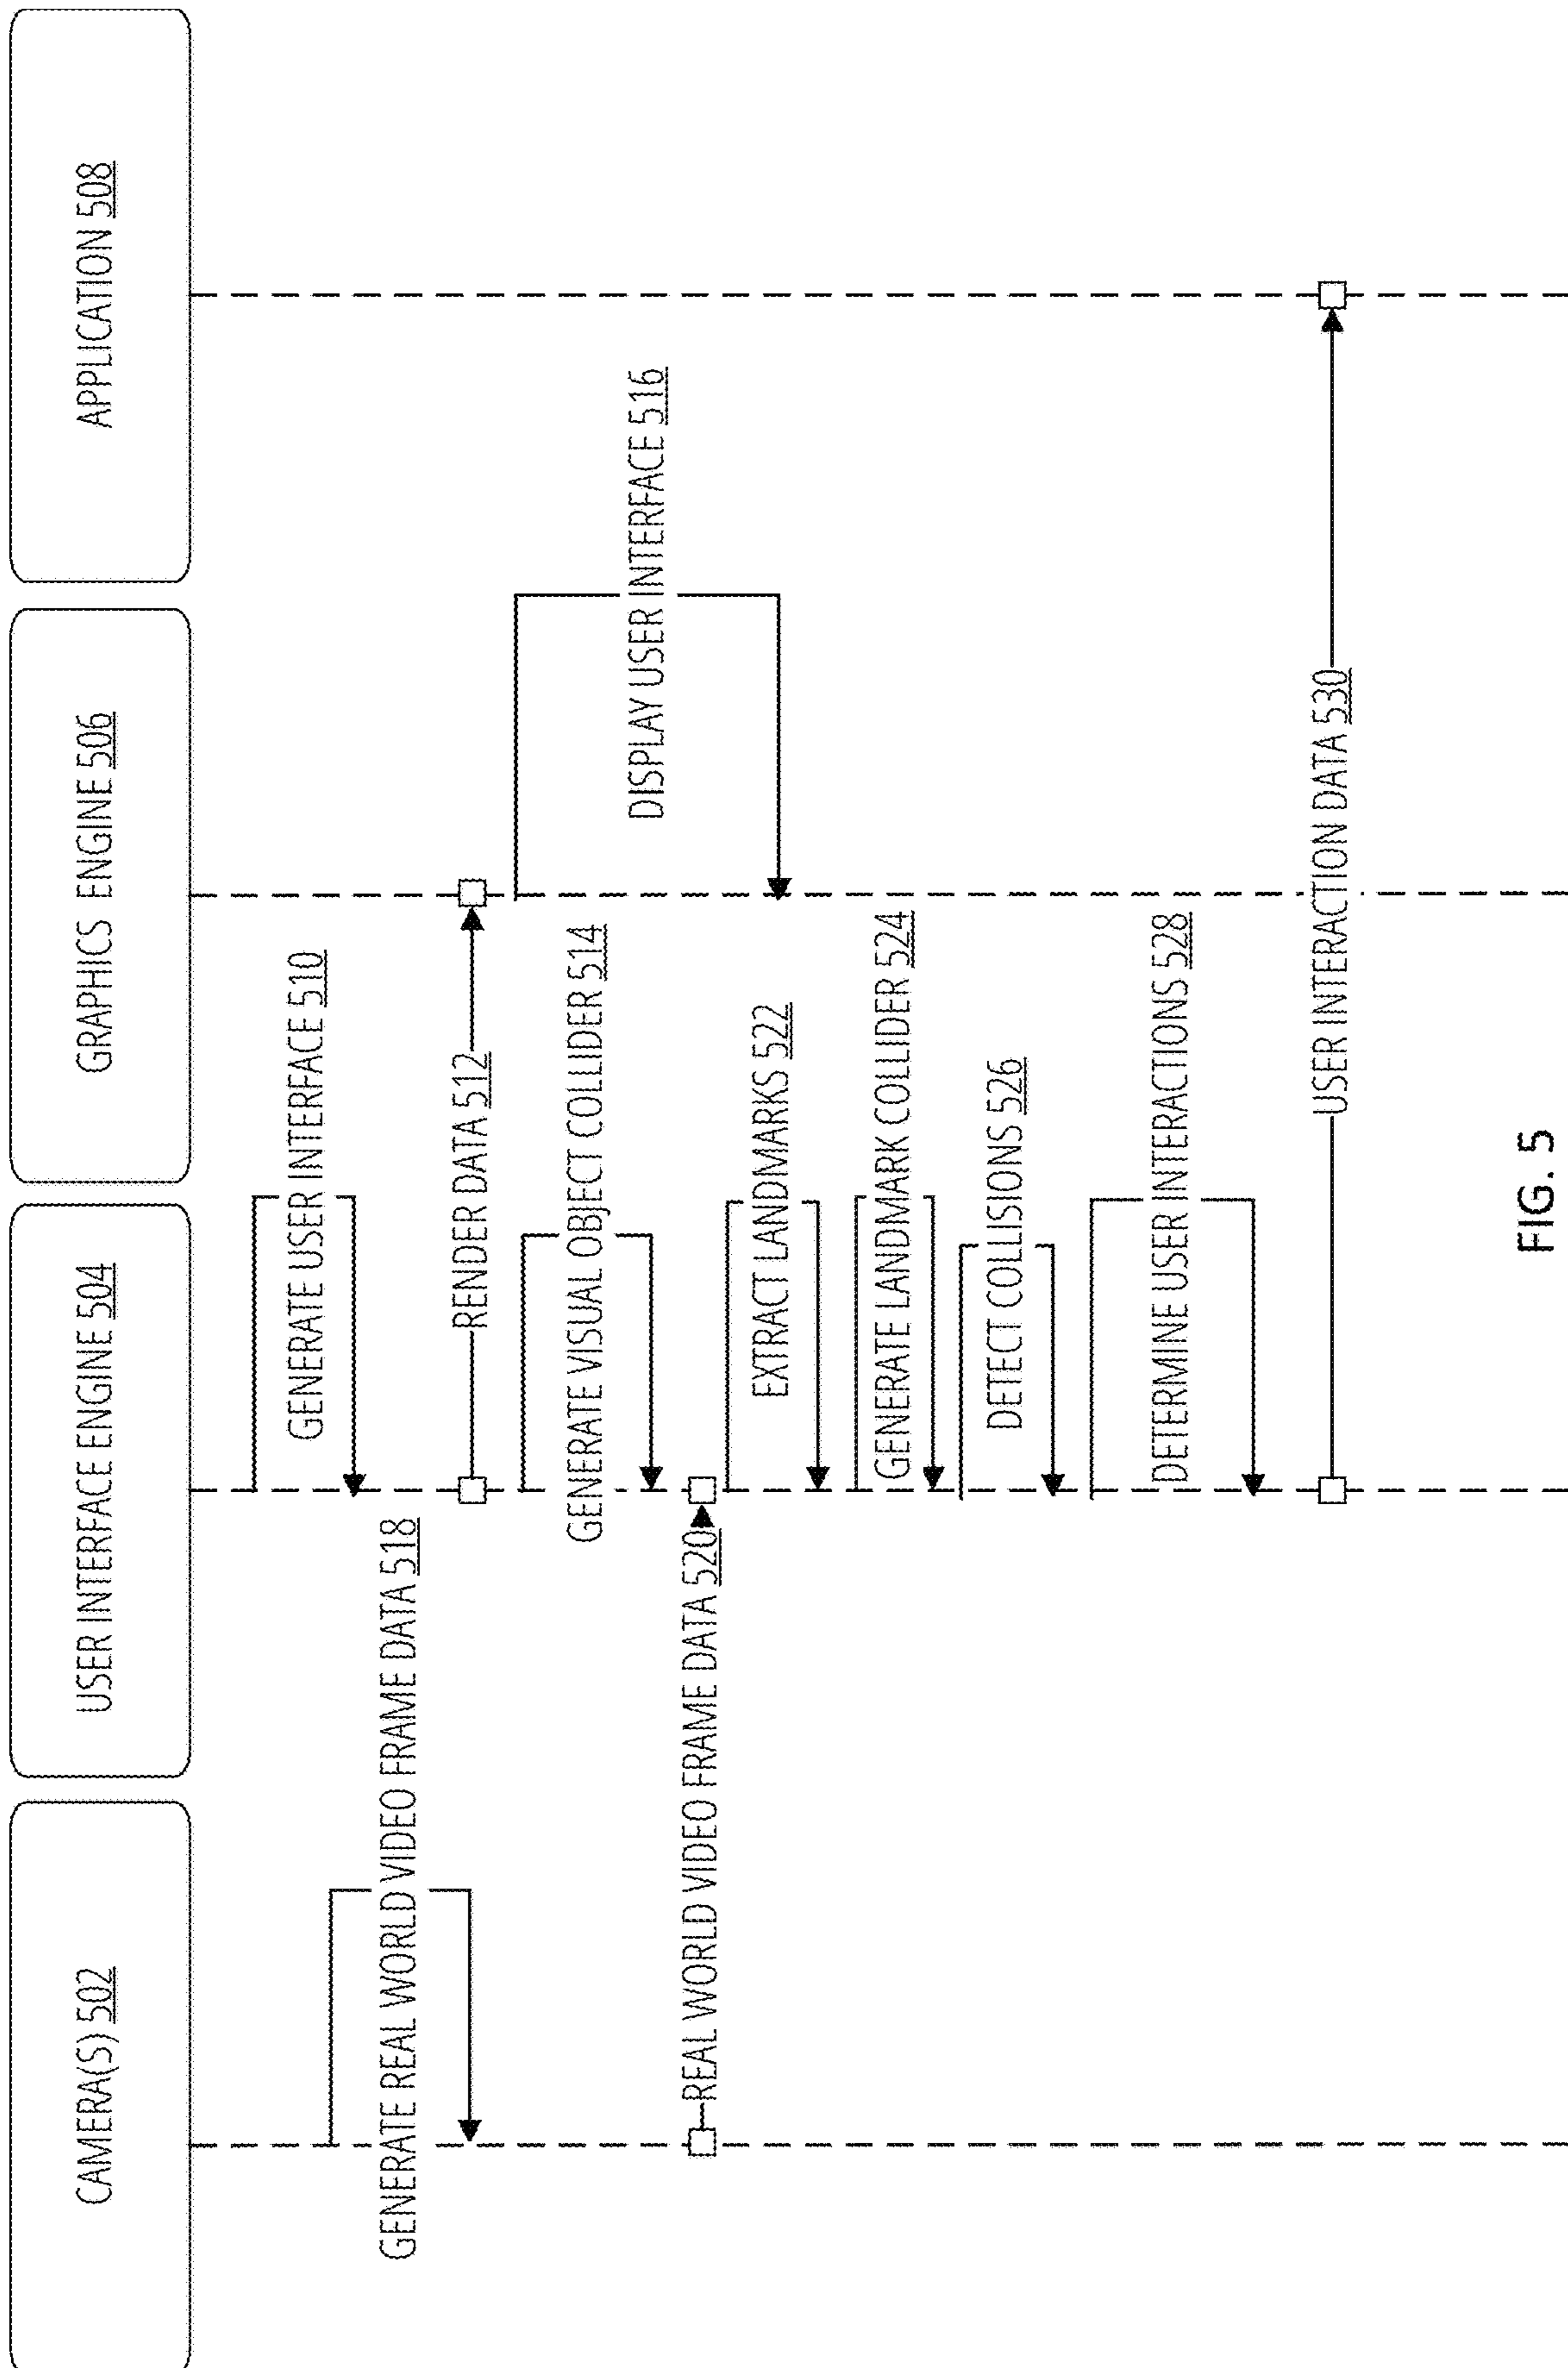 CAMERA(S) 502
USER INTERFACE ENGINE 504
GRAPHICS ENGINE 506
APPLICATION 508
GENERATE USER INTERFACE 510
GENERATE REAL WORLD VIDEO FRAME DATA 518
RENDER DATA 512
GENERATE VISUAL OBJECT COLLIDER 514
DISPLAY USER INTERFACE 516
REAL WORLD VIDEO FRAME DATA 520
EXTRACT LANDMARKS 522
GENERATE LANDMARK COLLIDER 524
DETECT COLLISIONS 526
DETERMINE USER INTERACTIONS 528
USER INTERACTION DATA 530
FIG. 5